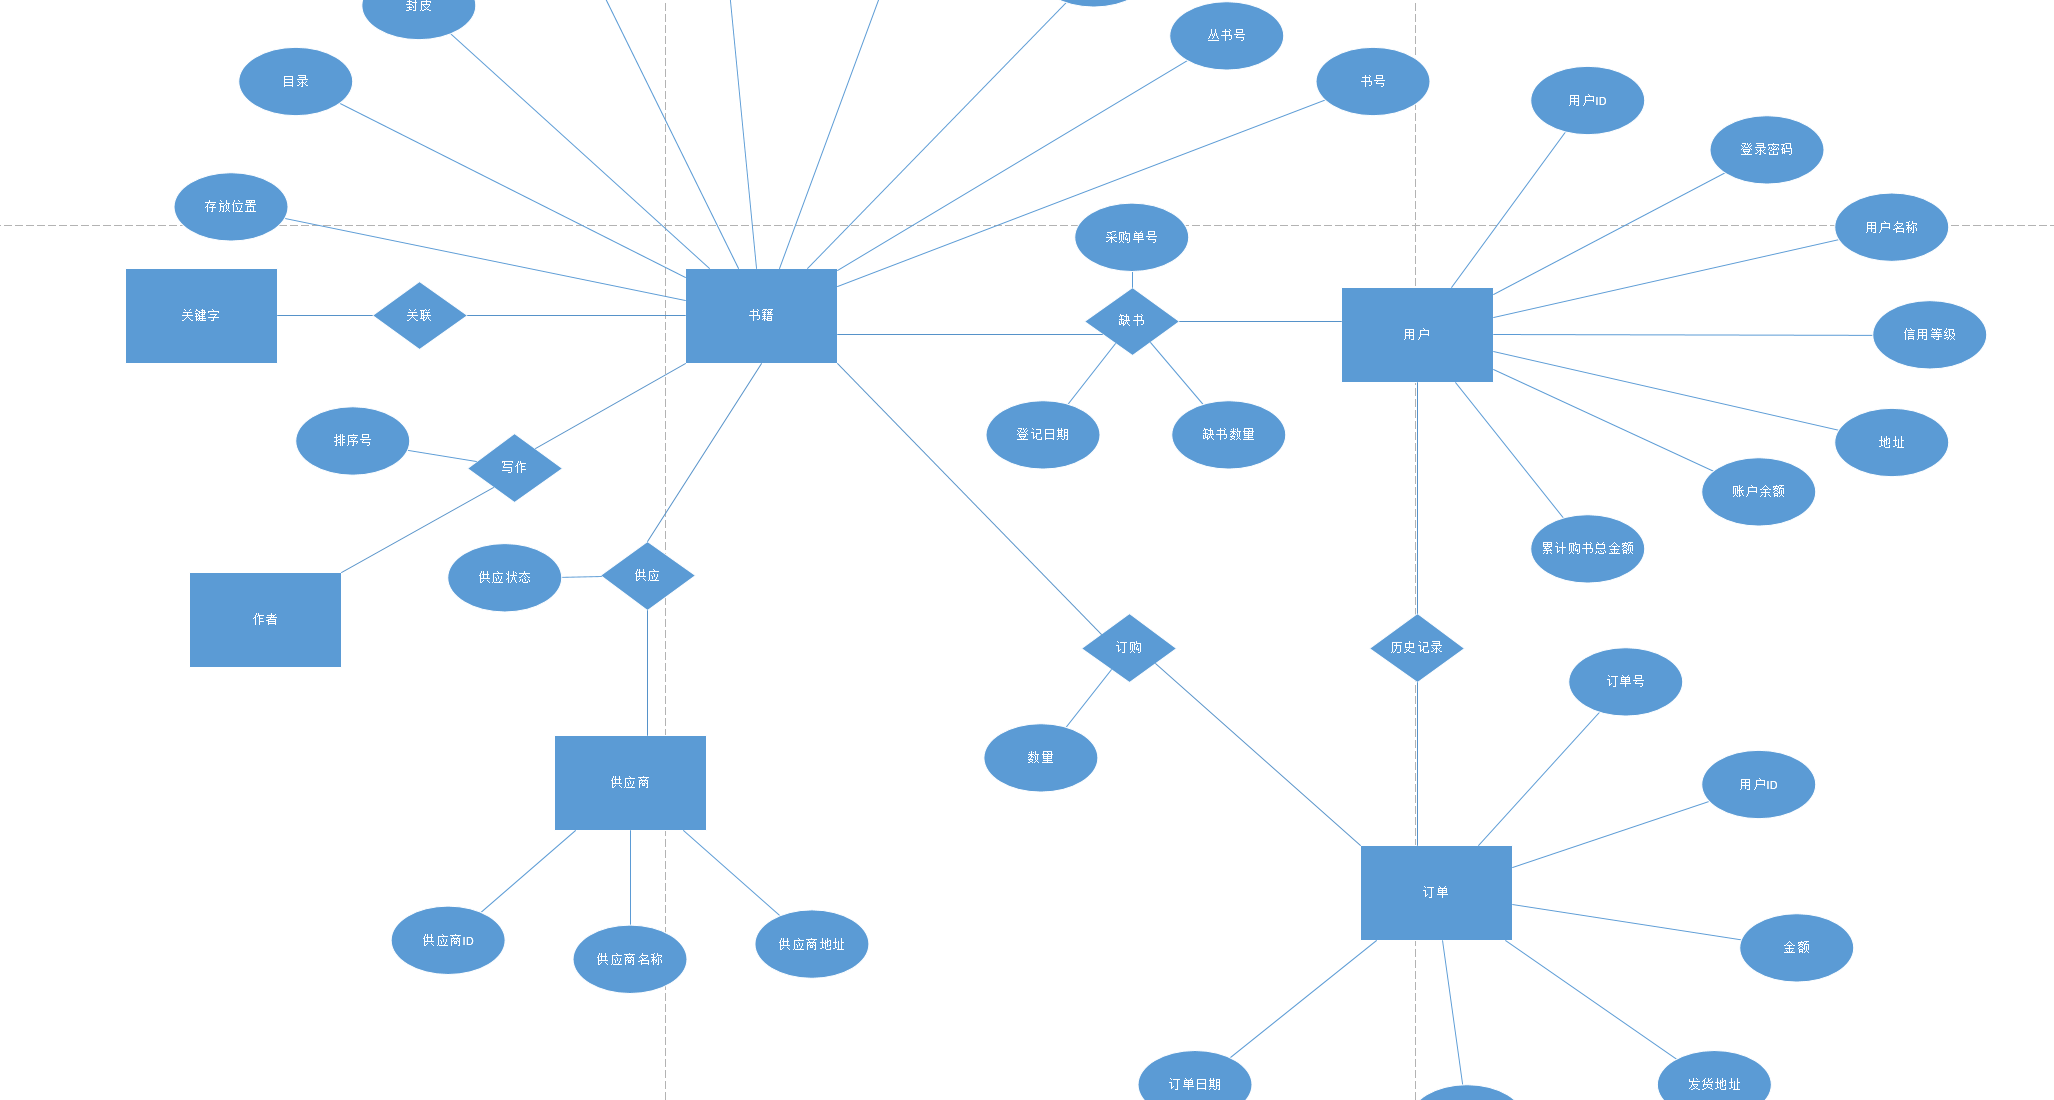 封皮
丛书号
目录
书号
用户ID
登录密码
存放位置
用户名称
采购单号
关键字
关联
书籍
缺书
用户
信用等级
排序号
写作
登记日期
缺书数量
地址
账户余额
累计购书总金额
供应状态
供应
作者
订购
历史记录
订单号
数量
供应商
用户ID
订单
供应商ID
供应商名称
供应商地址
金额
订单日期
发货地址